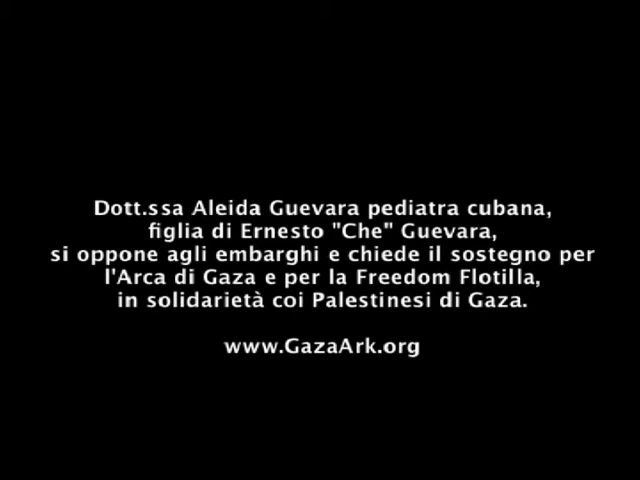 Dott.ssa Aleida Guevara pediatra cubana,
figlia di Ernesto "Che" Guevara,
si oppone agli embarghi e chiede il sostegno per
l'Arca di Gaza e per la Freedom Flotilla,
in solidarietà coi Palestinesi di Gaza.
www.GazaArk.org